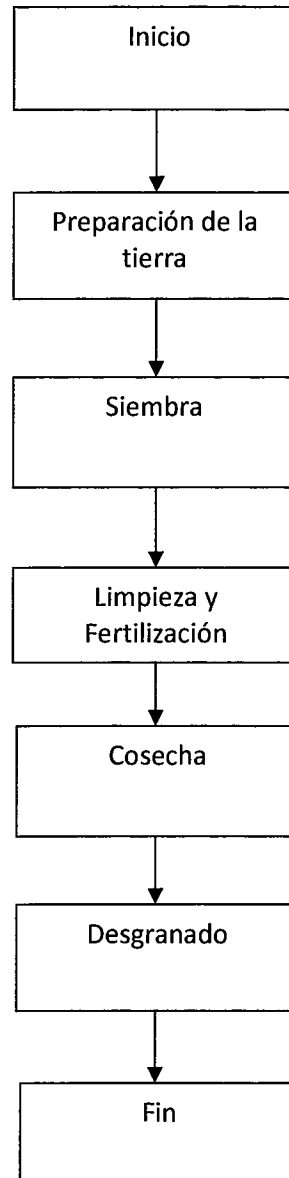 Inicio
Preparación de la
tierra
Siembra
Limpieza y
Fertilización
Cosecha
Desgranado
Fin